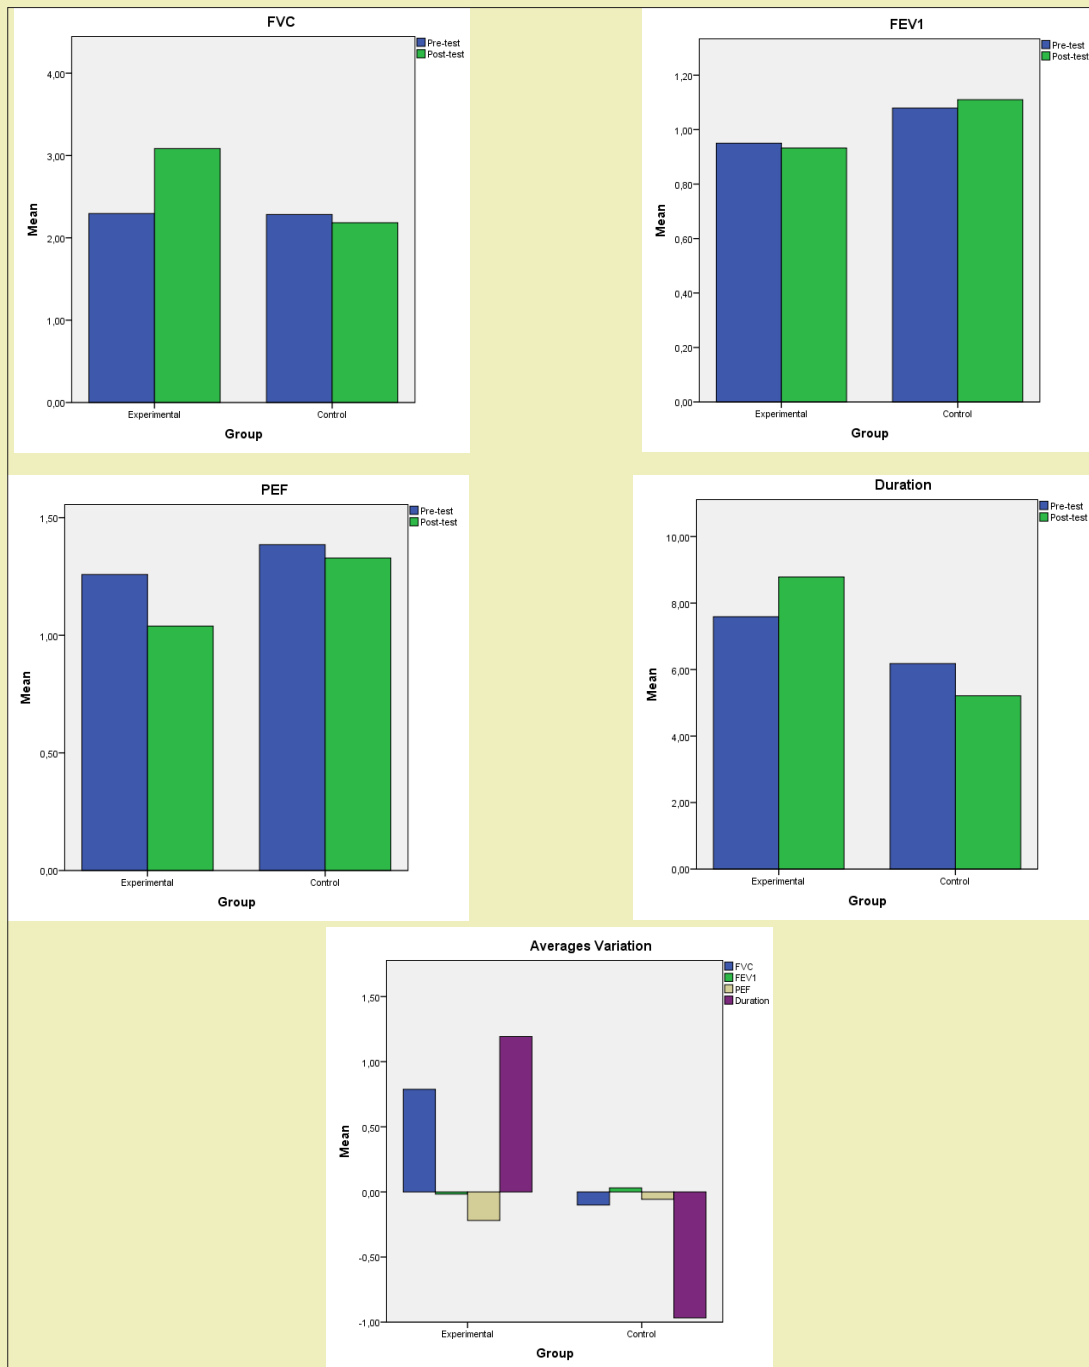 FVC
Pre-test
Post-test
4,00
3,00
2,00
1,00
0,00
Mean
Experimental
Control
Group
FEV1
Pre-test
Post-test
1,20
1,00
0,80
0,60
0,40
0,20
0,00
Mean
Experimental
Control
Group
PEF
Pre-test
Post-test
1,50
1,00
0,50
0,00
Mean
Experimental
Control
Group
Duration
Pre-test
Post-test
10,00
8,00
6,00
4,00
2,00
0,00
Mean
Experimental
Control
Group
Averages Variation
FVC
FEV1
PEF
Duration
1,50
1,00
0,50
0,00
-0,50
-1,00
Mean
Experimental
Control
Group